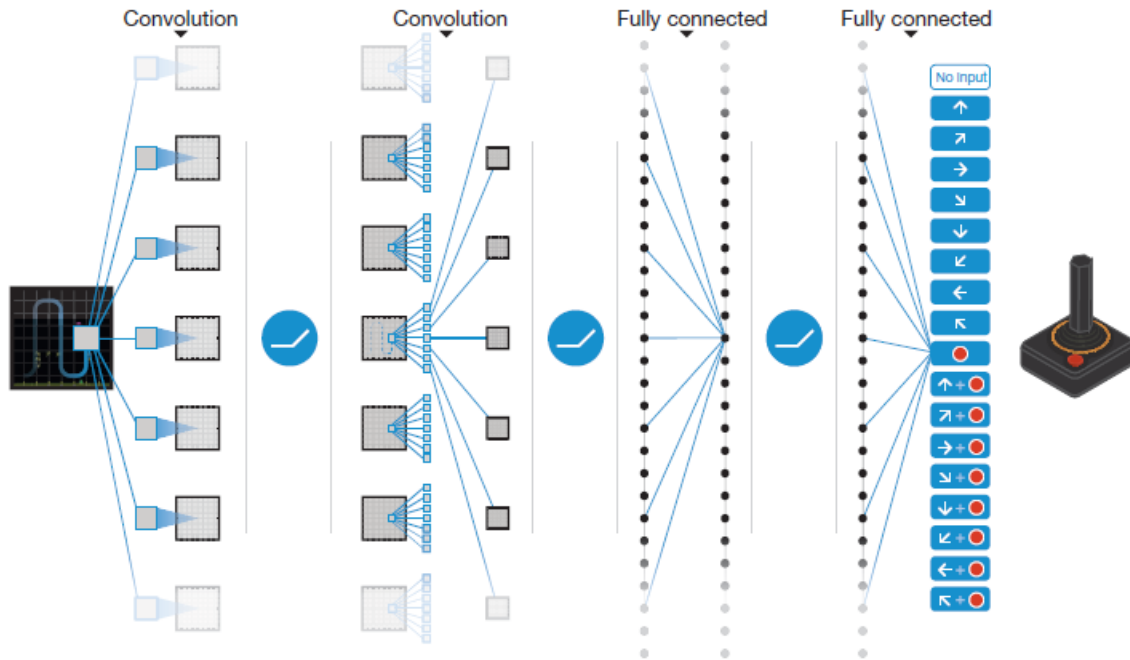 Convolution
Convolution
Fully connected
Fully connected
No input
+
+
+
+
+
+
+
+